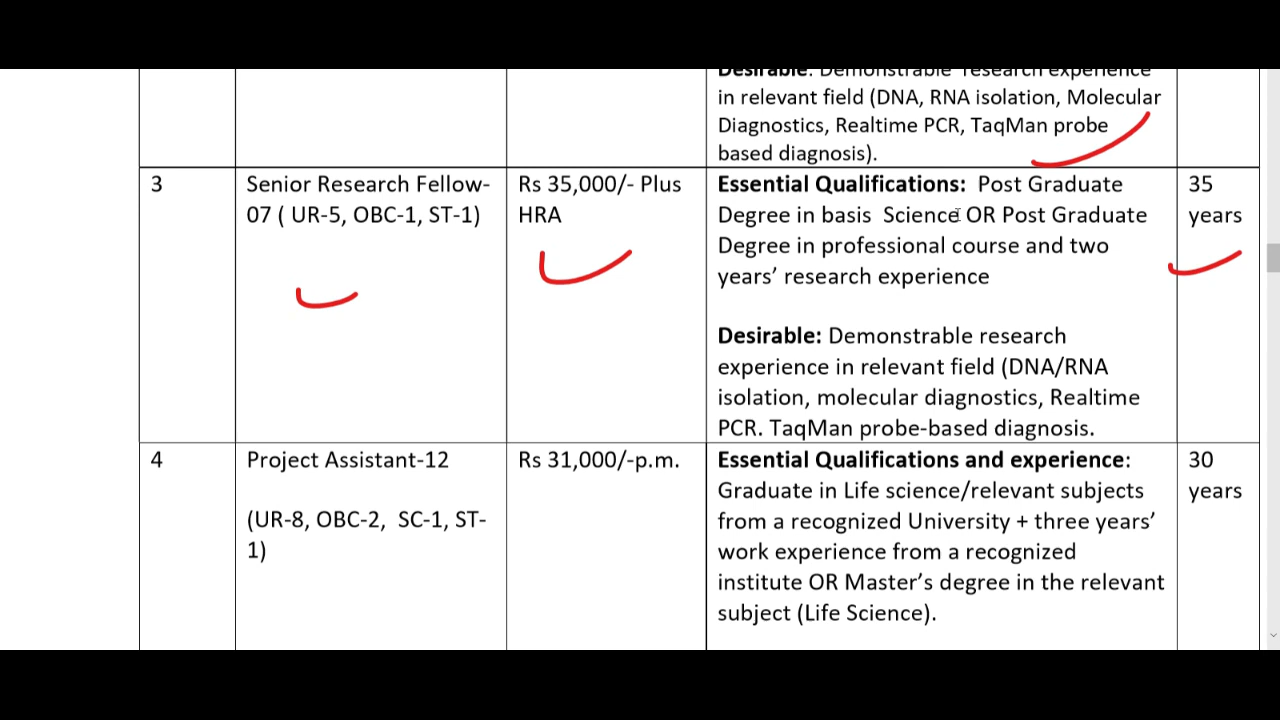 Desirable: Demonstrable research experience
in relevant field (DNA, RNA isolation, Molecular
Diagnostics, Realtime PCR, TaqMan probe
based diagnosis).
3
Senior Research Fellow-
07 ( UR-5, OBC-1, ST-1)
Rs 35,000/- Plus
HRA
Essential Qualifications: Post Graduate
Degree in basis Science OR Post Graduate
Degree in professional course and two
years’ research experience
Desirable: Demonstrable research
experience in relevant field (DNA/RNA
isolation, molecular diagnostics, Realtime
PCR. TaqMan probe-based diagnosis.
35
years
4
Project Assistant-12
(UR-8, OBC-2, SC-1, ST-
1)
Rs 31,000/-p.m.
Essential Qualifications and experience:
Graduate in Life science/relevant subjects
from a recognized University + three years’
work experience from a recognized
institute OR Master’s degree in the relevant
subject (Life Science).
30
years